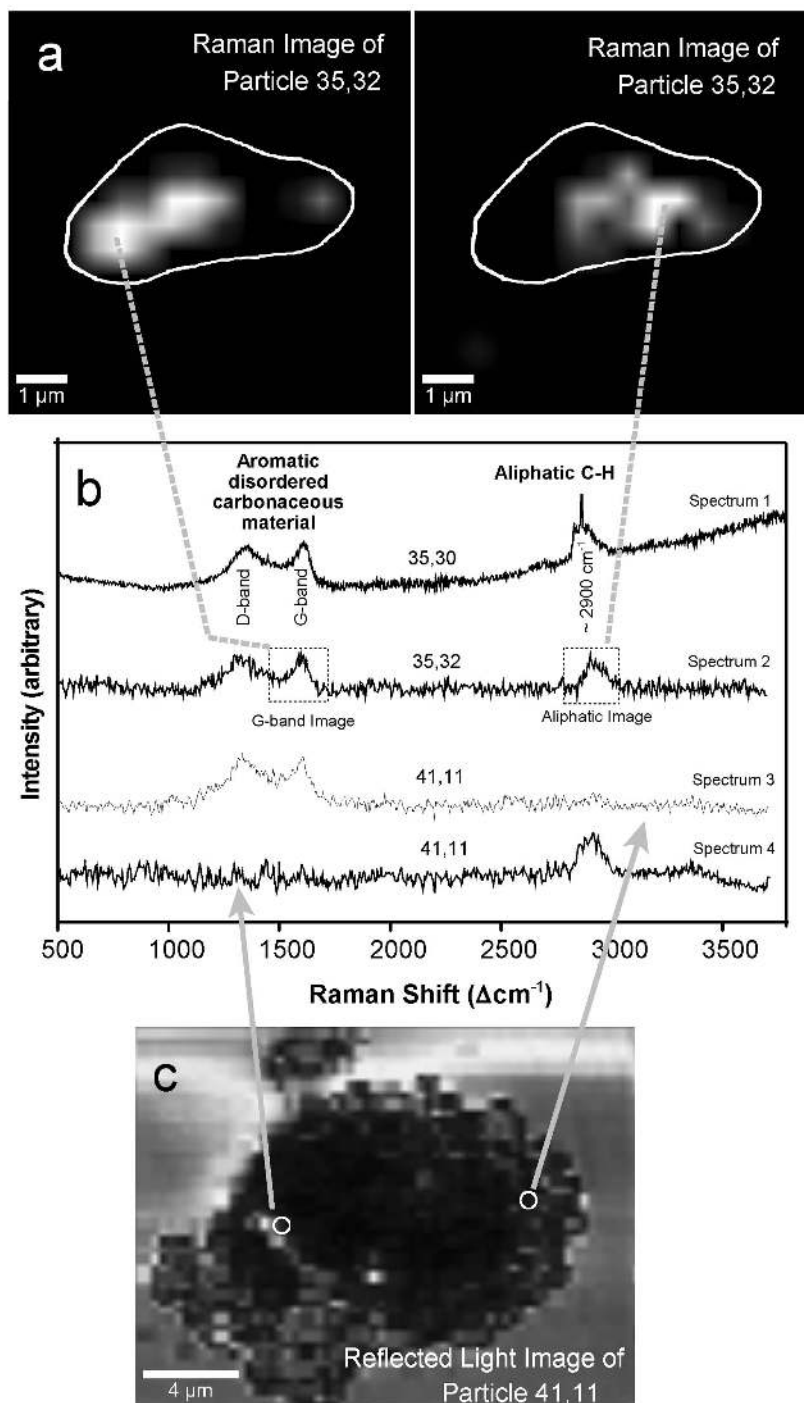 a
Raman Image of
Particle 35,32
1 µm
Raman Image of
Particle 35,32
1 µm
b
Aromatic
disordered
carbonaceous
material
Aliphatic C-H
Spectrum 1
35,30
D-band
G-band
~ 2900 cm⁻¹
35,32
Spectrum 2
G-band Image
Aliphatic Image
41,11
Spectrum 3
41,11
Spectrum 4
Intensity (arbitrary)
500 1000 1500 2000 2500 3000 3500
Raman Shift (Δcm⁻¹)
c
4 µm
Reflected Light Image of
Particle 41,11